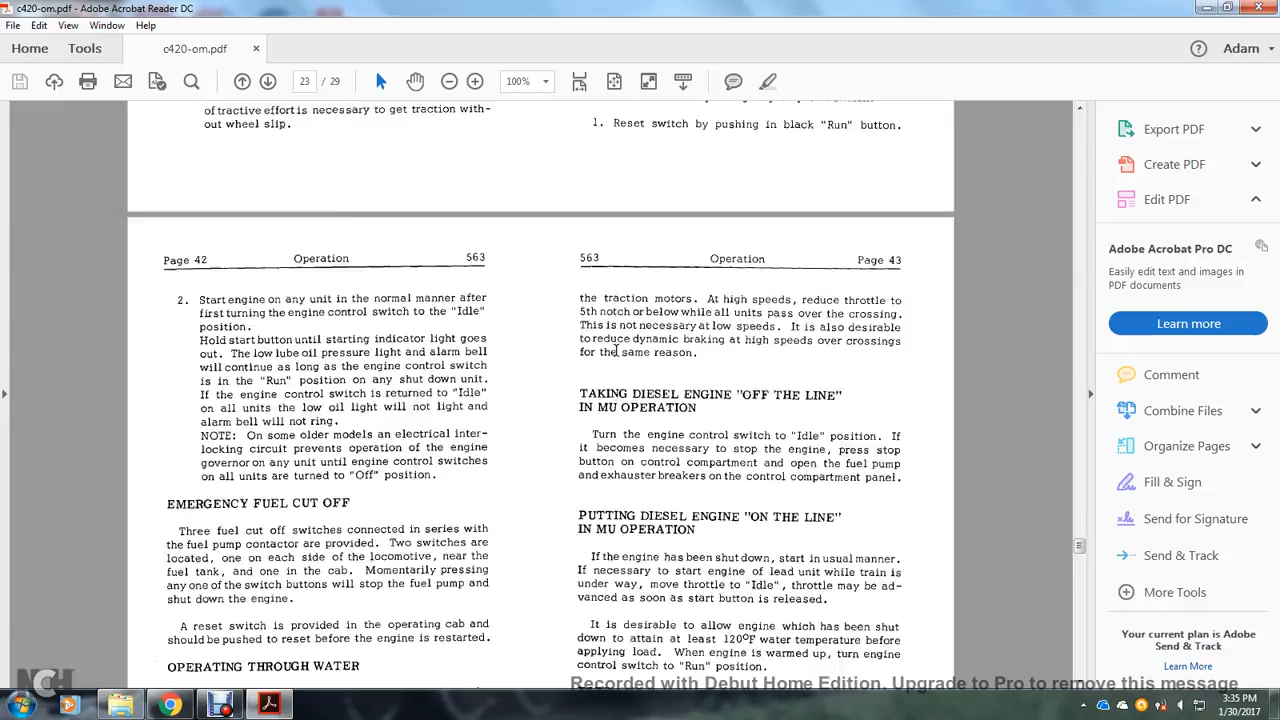 c420-om.pdf - Adobe Acrobat Reader DC
File Edit View Window Help
Home Tools c420-om.pdf × Adam
23 / 29 100%
of tractive effort is necessary to get traction with-
out wheel slip.
1. Reset switch by pushing in black "Run" button.
Page 42 Operation 563
2. Start engine on any unit in the normal manner after
first turning the engine control switch to the "Idle"
position.
Hold start button until starting indicator light goes
out. The low lube oil pressure light and alarm bell
will continue as long as the engine control switch
is in the "Run" position on any shut down unit.
If the engine control switch is returned to "Idle"
on all units the low oil light will not light and
alarm bell will not ring.
NOTE: On some older models an electrical inter-
locking circuit prevents operation of the engine
governor on any unit until engine control switches
on all units are turned to "Off" position.
EMERGENCY FUEL CUT OFF
Three fuel cut off switches connected in series with
the fuel pump contactor are provided. Two switches are
located, one on each side of the locomotive, near the
fuel tank, and one in the cab. Momentarily pressing
any one of the switch buttons will stop the fuel pump and
shut down the engine.
A reset switch is provided in the operating cab and
should be pushed to reset before the engine is restarted.
OPERATING THROUGH WATER
563 Operation Page 43
the traction motors. At high speeds, reduce throttle to
5th notch or below while all units pass over the crossing.
This is not necessary at low speeds. It is also desirable
to reduce dynamic braking at high speeds over crossings
for the same reason.
TAKING DIESEL ENGINE "OFF THE LINE"
IN MU OPERATION
Turn the engine control switch to "Idle" position. If
it becomes necessary to stop the engine, press stop
button on control compartment and open the fuel pump
and exhauster breakers on the control compartment panel.
PUTTING DIESEL ENGINE "ON THE LINE"
IN MU OPERATION
If the engine has been shut down, start in usual manner.
If necessary to start engine of lead unit while train is
under way, move throttle to "Idle", throttle may be ad-
vanced as soon as start button is released.
It is desirable to allow engine which has been shut
down to attain at least 120°F water temperature before
applying load. When engine is warmed up, turn engine
control switch to "Run" position.
Export PDF
Create PDF
Edit PDF
Adobe Acrobat Pro DC
Easily edit text and images in
PDF documents
Learn more
Comment
Combine Files
Organize Pages
Fill & Sign
Send for Signature
Send & Track
More Tools
Your current plan is Adobe
Send & Track
Learn More
NCH
Recorded with Debut Home Edition. Upgrade to Pro to remove this message
3:35 PM
1/30/2017